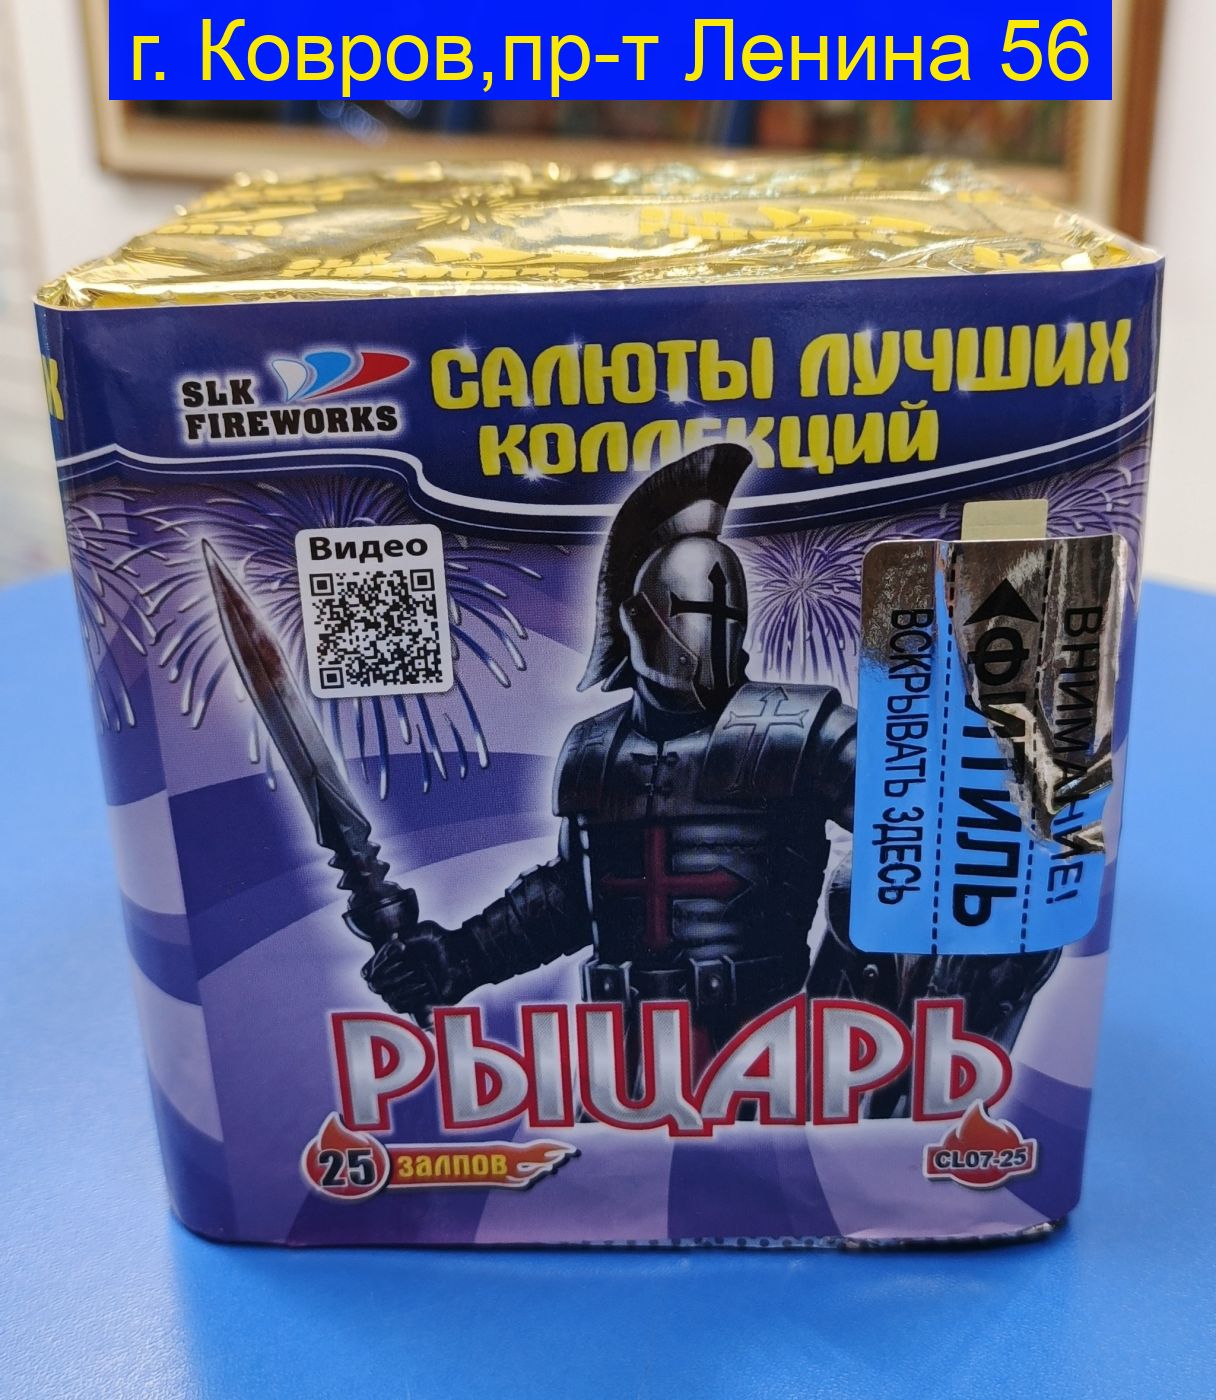 г. Ковров,пр-т Ленина 56
SLK
FIREWORKS
САЛЮТЫ ЛУЧШИХ
КОЛЛЕКЦИЙ
Видео
ВНИМАНИЕ!
ФИТИЛЬ
ВСКРЫВАТЬ ЗДЕСЬ
РЫЦАРЬ
25 ЗАЛПОВ
CL07-25